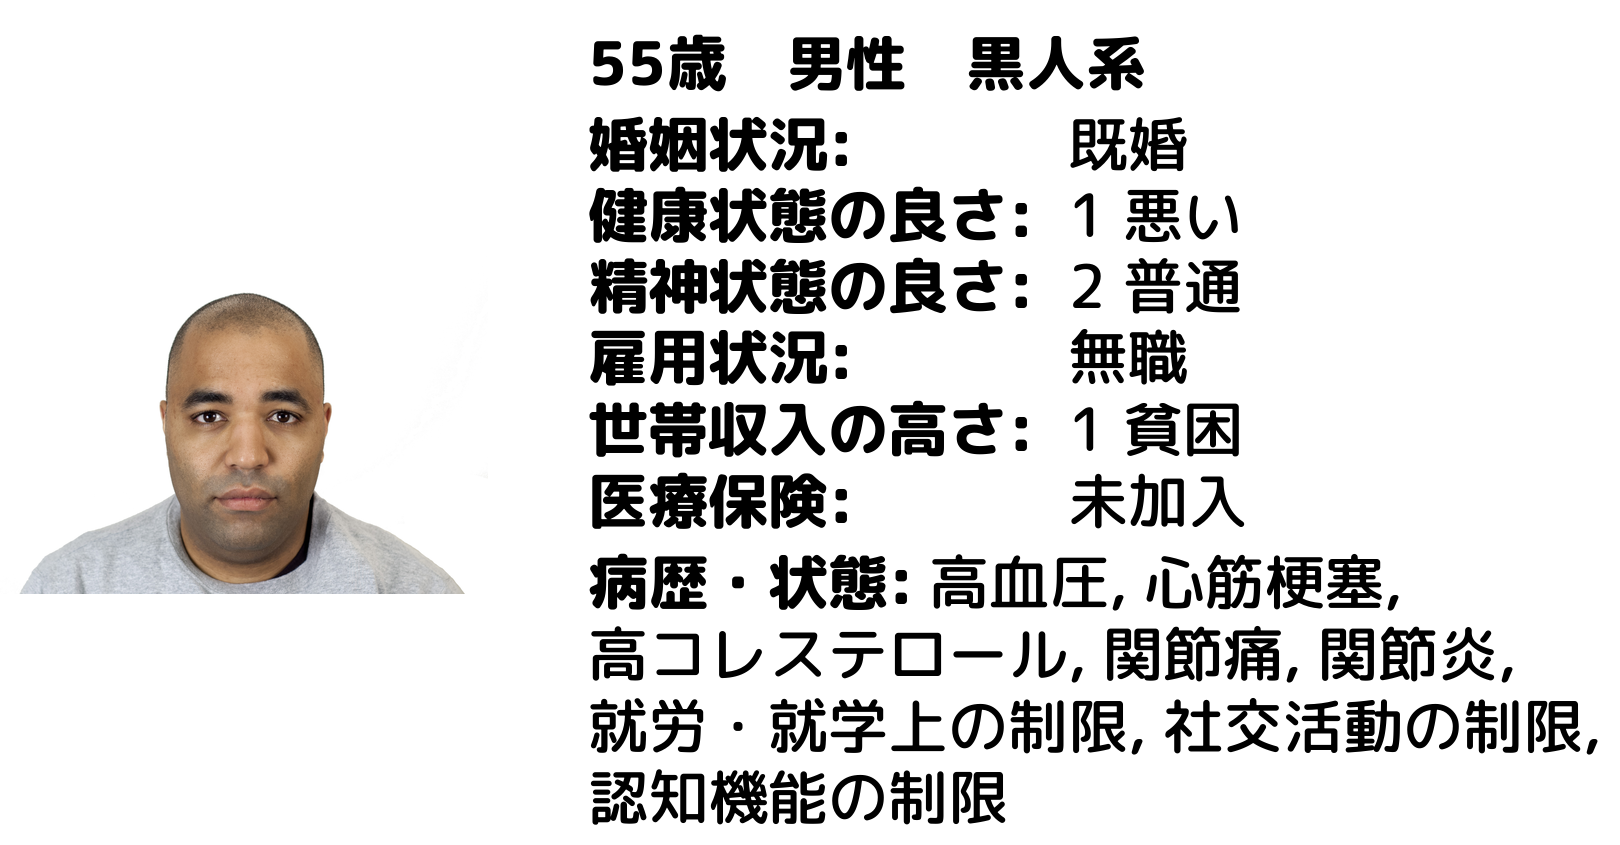 55歳　男性　黒人系
婚姻状況: 既婚
健康状態の良さ: 1 悪い
精神状態の良さ: 2 普通
雇用状況: 無職
世帯収入の高さ: 1 貧困
医療保険: 未加入
病歴・状態: 高血圧, 心筋梗塞,
高コレステロール, 関節痛, 関節炎,
就労・就学上の制限, 社交活動の制限,
認知機能の制限